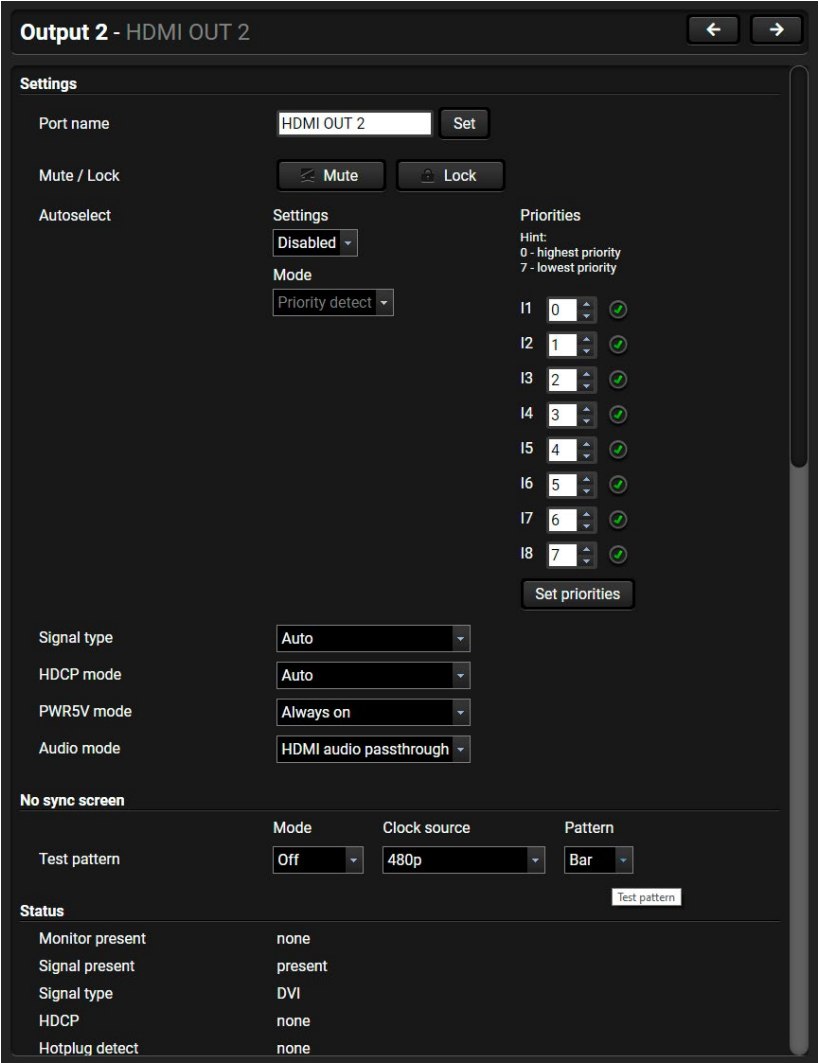 Output 2 - HDMI OUT 2
Settings
Port name HDMI OUT 2 Set
Mute / Lock Mute Lock
Autoselect Settings Priorities
Disabled Hint:
0 - highest priority
7 - lowest priority
Mode
Priority detect
I1 0
I2 1
I3 2
I4 3
I5 4
I6 5
I7 6
I8 7
Set priorities
Signal type Auto
HDCP mode Auto
PWR5V mode Always on
Audio mode HDMI audio passthrough
No sync screen
Mode Clock source Pattern
Test pattern Off 480p Bar
Test pattern
Status
Monitor present none
Signal present present
Signal type DVI
HDCP none
Hotplug detect none